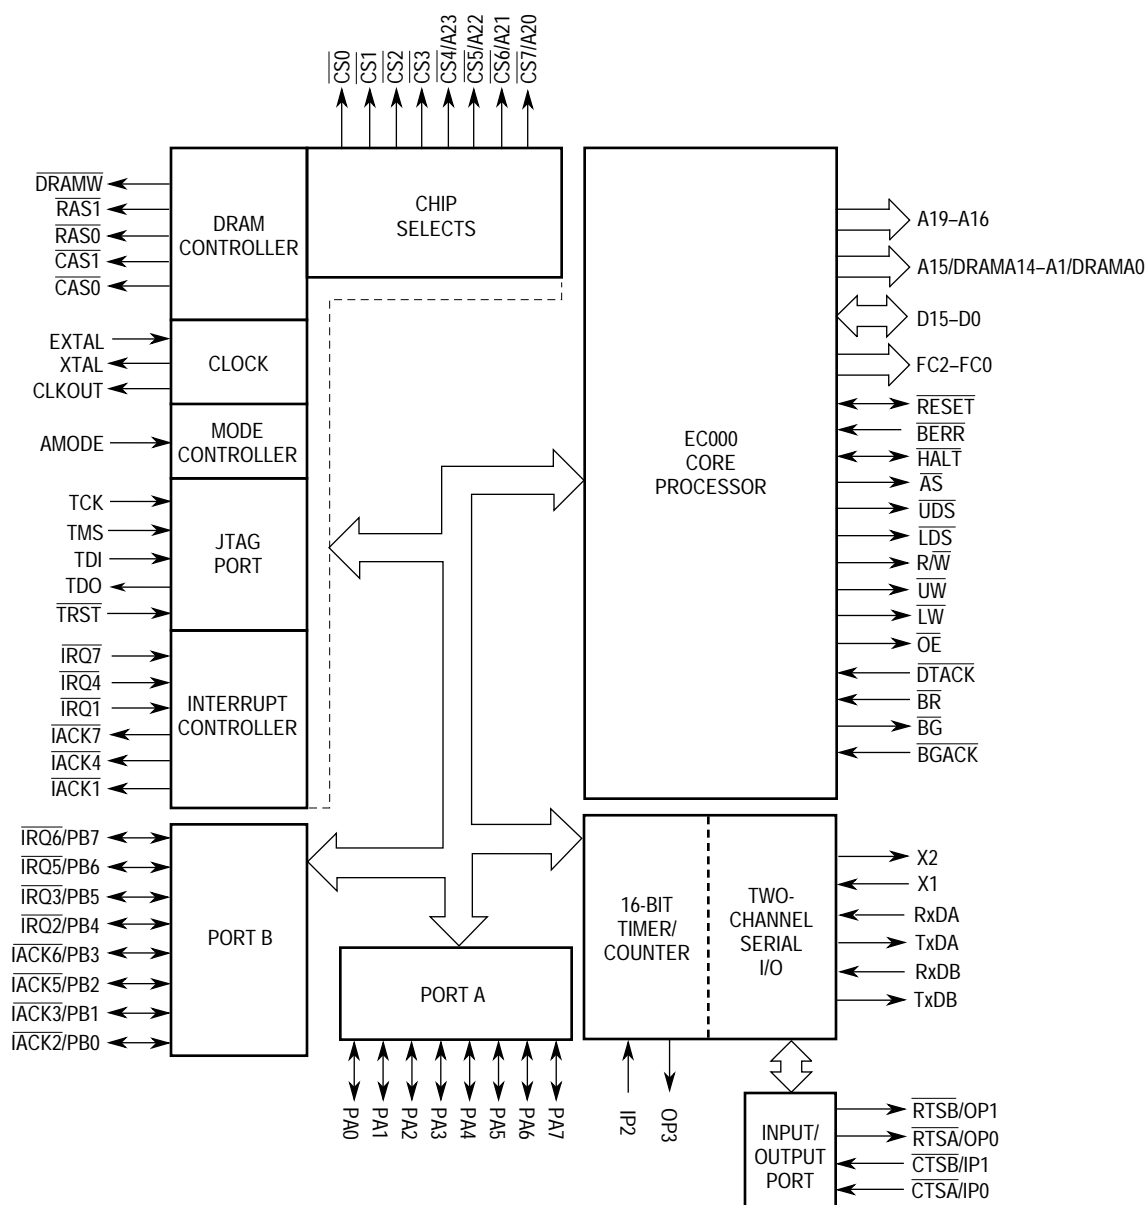 CS0
CS1
CS2
CS3
CS4/A23
CS5/A22
CS6/A21
CS7/A20
DRAMW
RAS1
RAS0
CAS1
CAS0
DRAM
CONTROLLER
CHIP
SELECTS
EXTAL
XTAL
CLKOUT
CLOCK
AMODE
MODE
CONTROLLER
TCK
TMS
TDI
TDO
TRST
JTAG
PORT
IRQ7
IRQ4
IRQ1
IACK7
IACK4
IACK1
INTERRUPT
CONTROLLER
EC000
CORE
PROCESSOR
A19–A16
A15/DRAMA14–A1/DRAMA0
D15–D0
FC2–FC0
RESET
BERR
HALT
AS
UDS
LDS
R/W
UW
LW
OE
DTACK
BR
BG
BGACK
IRQ6/PB7
IRQ5/PB6
IRQ3/PB5
IRQ2/PB4
IACK6/PB3
IACK5/PB2
IACK3/PB1
IACK2/PB0
PORT B
PORT A
PA0
PA1
PA2
PA3
PA4
PA5
PA6
PA7
16-BIT
TIMER/
COUNTER
TWO-
CHANNEL
SERIAL
I/O
X2
X1
RxDA
TxDA
RxDB
TxDB
IP2
OP3
INPUT/
OUTPUT
PORT
RTSB/OP1
RTSA/OP0
CTSB/IP1
CTSA/IP0